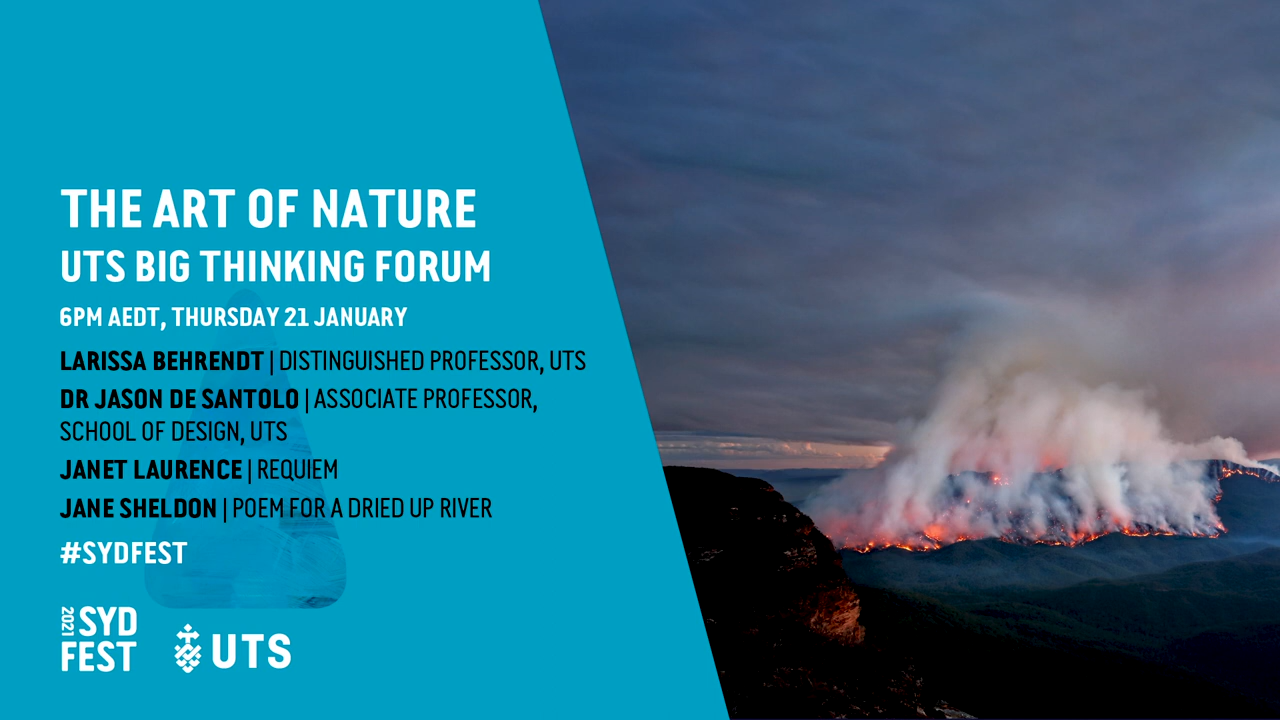 THE ART OF NATURE
UTS BIG THINKING FORUM
6PM AEDT, THURSDAY 21 JANUARY
LARISSA BEHRENDT | DISTINGUISHED PROFESSOR, UTS
DR JASON DE SANTOLO | ASSOCIATE PROFESSOR,
SCHOOL OF DESIGN, UTS
JANET LAURENCE | REQUIEM
JANE SHELDON | POEM FOR A DRIED UP RIVER
#SYDFEST
2021 SYD
FEST
UTS